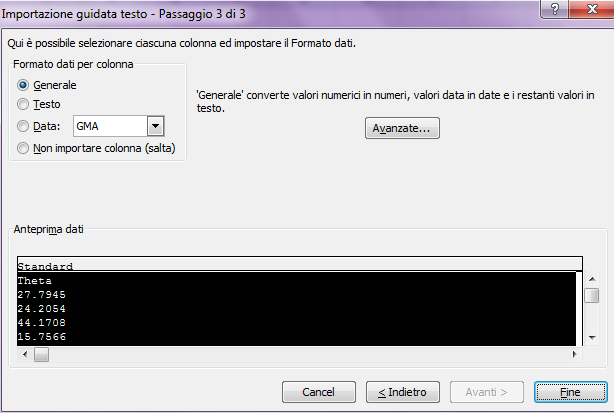 Importazione guidata testo - Passaggio 3 di 3
Qui è possibile selezionare ciascuna colonna ed impostare il Formato dati.
Formato dati per colonna
Generale
Testo
Data: GMA
Non importare colonna (salta)
'Generale' converte valori numerici in numeri, valori data in date e i restanti valori in
testo.
Avanzate...
Anteprima dati
Standard
Theta
27.7945
24.2054
44.1708
15.7566
Cancel
< Indietro
Avanti >
Fine